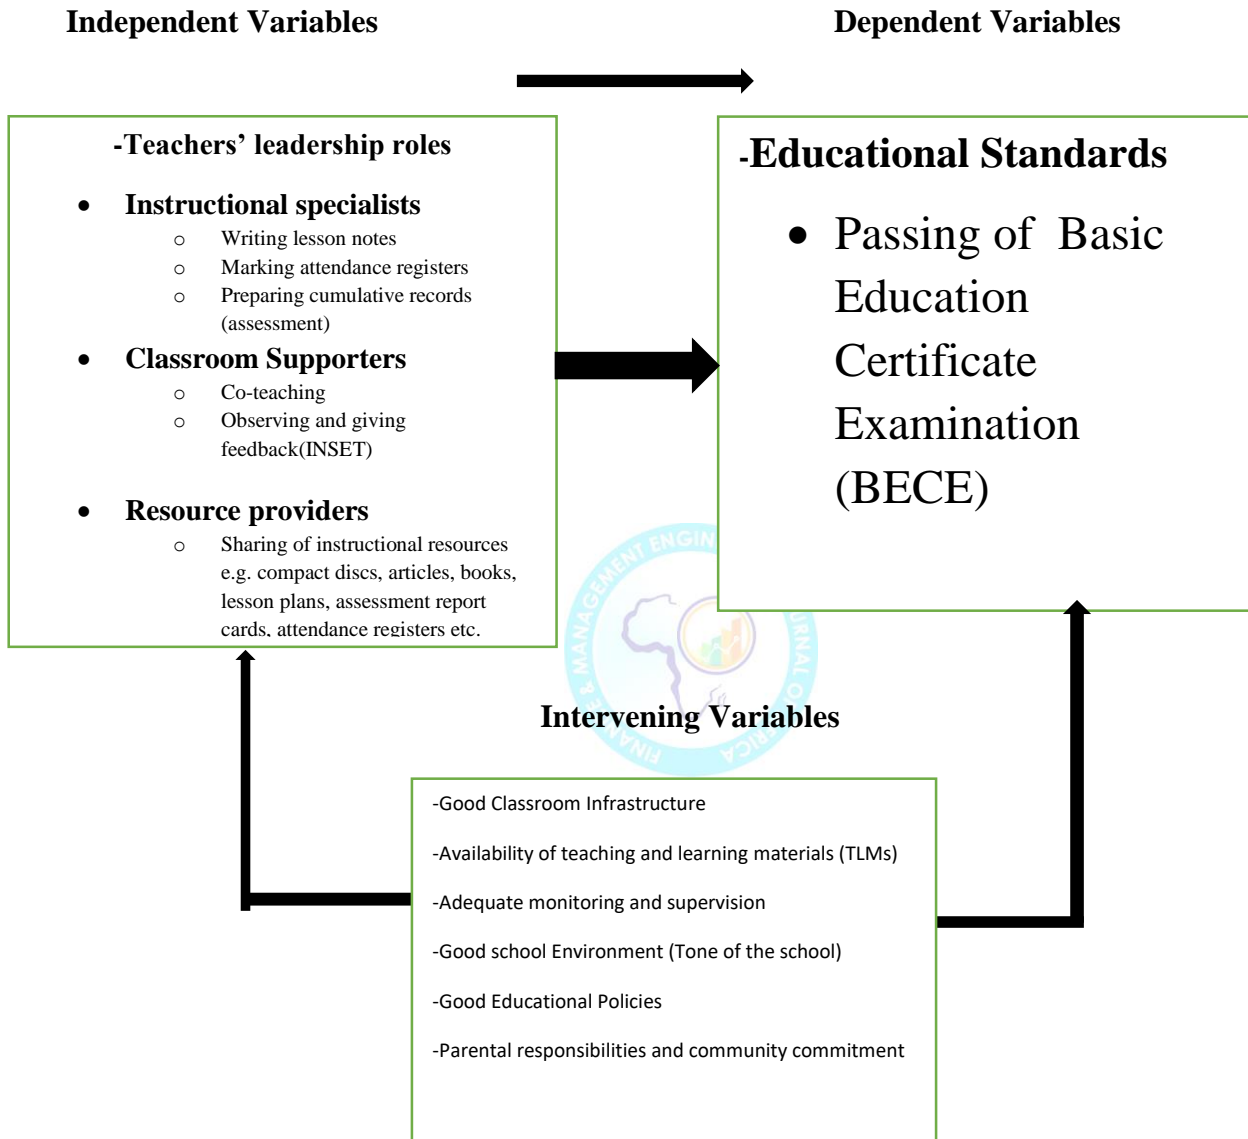 Independent Variables
Dependent Variables
-Teachers’ leadership roles
• Instructional specialists
o Writing lesson notes
o Marking attendance registers
o Preparing cumulative records
(assessment)
• Classroom Supporters
o Co-teaching
o Observing and giving
feedback(INSET)
• Resource providers
o Sharing of instructional resources
e.g. compact discs, articles, books,
lesson plans, assessment report
cards, attendance registers etc.
-Educational Standards
• Passing of Basic
Education
Certificate
Examination
(BECE)
Intervening Variables
-Good Classroom Infrastructure
-Availability of teaching and learning materials (TLMs)
-Adequate monitoring and supervision
-Good school Environment (Tone of the school)
-Good Educational Policies
-Parental responsibilities and community commitment